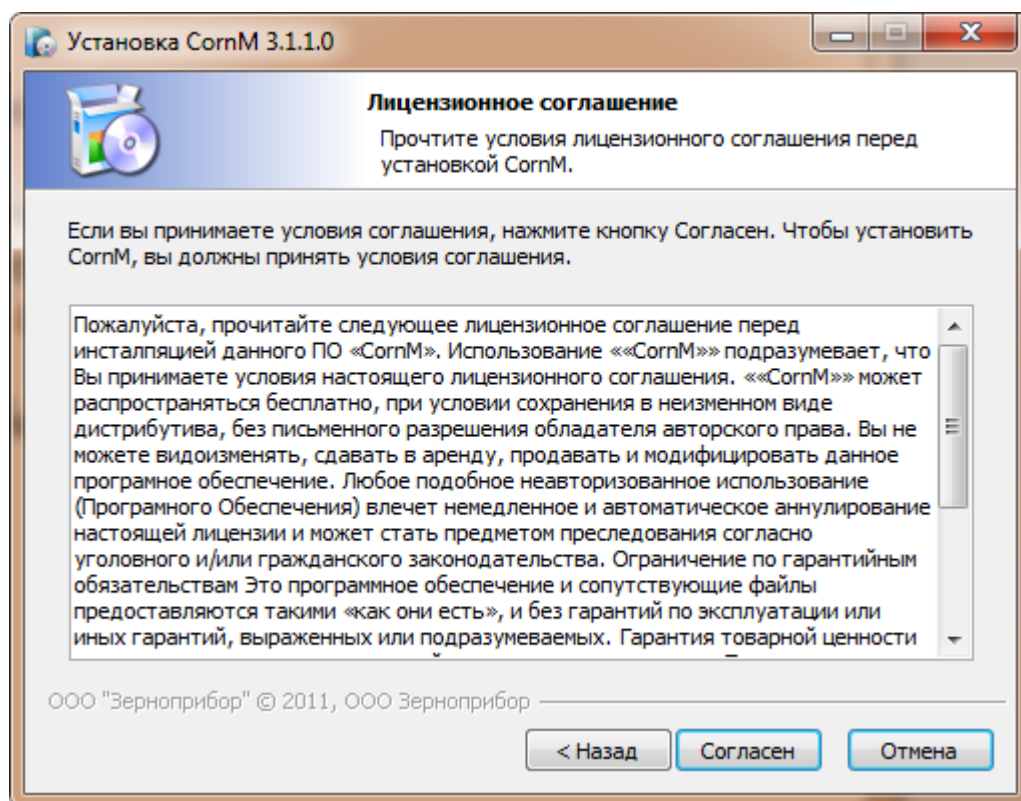 Установка CornM 3.1.1.0
Лицензионное соглашение
Прочтите условия лицензионного соглашения перед
установкой CornM.
Если вы принимаете условия соглашения, нажмите кнопку Согласен. Чтобы установить
CornM, вы должны принять условия соглашения.
Пожалуйста, прочитайте следующее лицензионное соглашение перед
инсталпяцией данного ПО «CornM». Использование ««CornM»» подразумевает, что
Вы принимаете условия настоящего лицензионного соглашения. ««CornM»» может
распространяться бесплатно, при условии сохранения в неизменном виде
дистрибутива, без письменного разрешения обладателя авторского права. Вы не
можете видоизменять, сдавать в аренду, продавать и модифицировать данное
програмное обеспечение. Любое подобное неавторизованное использование
(Програмного Обеспечения) влечет немедленное и автоматическое аннулирование
настоящей лицензии и может стать предметом преследования согласно
уголовного и/или гражданского законодательства. Ограничение по гарантийным
обязательствам Это программное обеспечение и сопутствующие файлы
предоставляются такими «как они есть», и без гарантий по эксплуатации или
иных гарантий, выраженных или подразумеваемых. Гарантия товарной ценности
ООО "Зерноприбор" © 2011, ООО Зерноприбор
< Назад Согласен Отмена